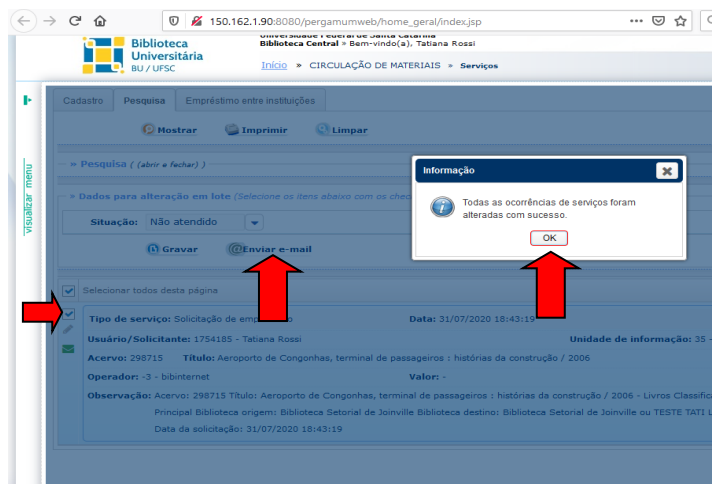 150.162.1.90:8080/pergamumweb/home_geral/index.jsp
Universidade Federal de Santa Catarina
Biblioteca Central » Bem-vindo(a), Tatiana Rossi
Biblioteca
Universitária
BU / UFSC
Início » CIRCULAÇÃO DE MATERIAIS » Serviços
visualizar menu
Cadastro Pesquisa Empréstimo entre instituições
Mostrar Imprimir Limpar
» Pesquisa ( (abrir e fechar) )
» Dados para alteração em lote (Selecione os itens abaixo com os chec
Situação: Não atendido
Gravar @Enviar e-mail
Informação
Todas as ocorrências de serviços foram
alteradas com sucesso.
OK
Selecionar todos desta página
Tipo de serviço: Solicitação de Data: 31/07/2020 18:43:19
Usuário/Solicitante: 1754185 - Tatiana Rossi Unidade de informação: 35 -
Acervo: 298715 Título: Aeroporto de Congonhas, terminal de passageiros : histórias da construção / 2006
Operador: -3 - bibinternet Valor: -
Observação: Acervo: 298715 Título: Aeroporto de Congonhas, terminal de passageiros : histórias da construção / 2006 - Livros Classific
Principal Biblioteca origem: Biblioteca Setorial de Joinville Biblioteca destino: Biblioteca Setorial de Joinville ou TESTE TATI L
Data da solicitação: 31/07/2020 18:43:19